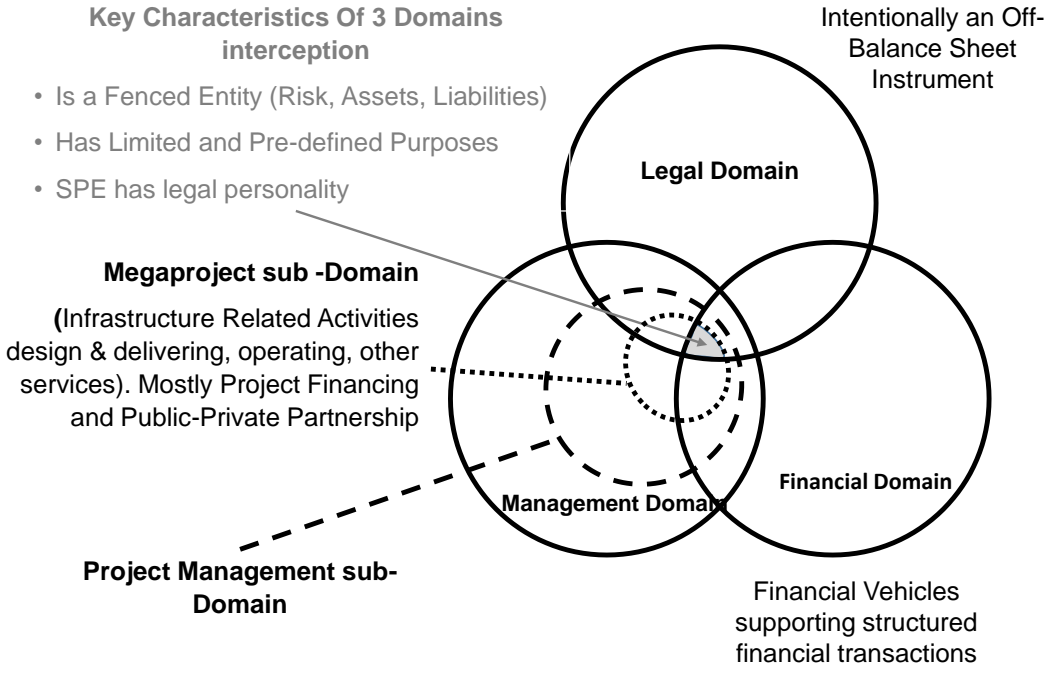 Key Characteristics Of 3 Domains
interception
• Is a Fenced Entity (Risk, Assets, Liabilities)
• Has Limited and Pre-defined Purposes
• SPE has legal personality
Intentionally an Off-
Balance Sheet
Instrument
Legal Domain
Megaproject sub -Domain
(Infrastructure Related Activities
design & delivering, operating, other
services). Mostly Project Financing
and Public-Private Partnership
Management Domain
Financial Domain
Project Management sub-
Domain
Financial Vehicles
supporting structured
financial transactions